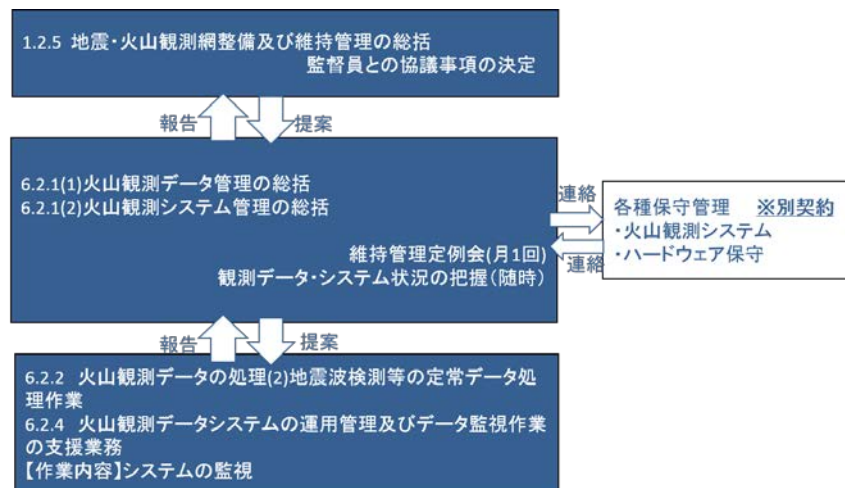 1.2.5 地震・火山観測網整備及び維持管理の総括
監督員との協議事項の決定
報告
提案
6.2.1(1)火山観測データ管理の総括
6.2.1(2)火山観測システム管理の総括
維持管理定例会(月1回)
観測データ・システム状況の把握(随時)
連絡
連絡
各種保守管理 ※別契約
・火山観測システム
・ハードウェア保守
報告
提案
6.2.2 火山観測データの処理(2)地震波検測等の定常データ処
理作業
6.2.4 火山観測データシステムの運用管理及びデータ監視作業
の支援業務
【作業内容】システムの監視